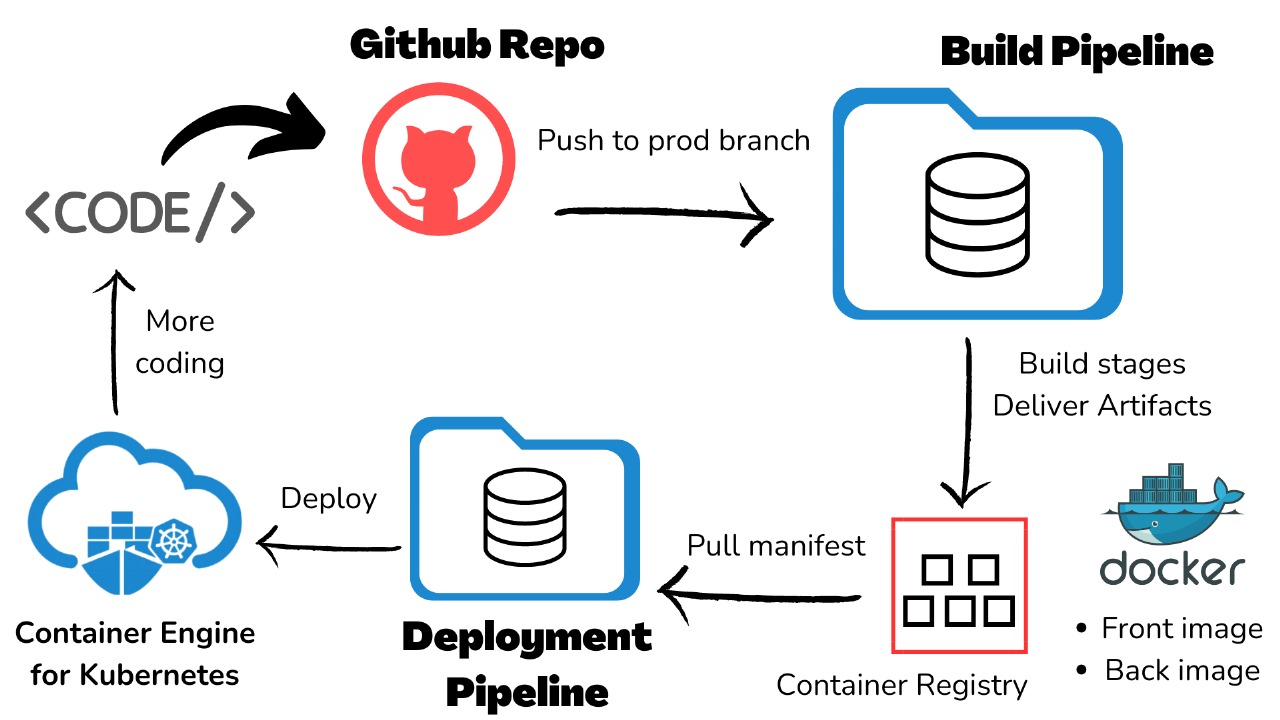 Github Repo
Build Pipeline
Push to prod branch
<CODE/>
More
coding
Build stages
Deliver Artifacts
Deploy
Pull manifest
docker
Container Engine
for Kubernetes
Deployment
Pipeline
Container Registry
• Front image
• Back image